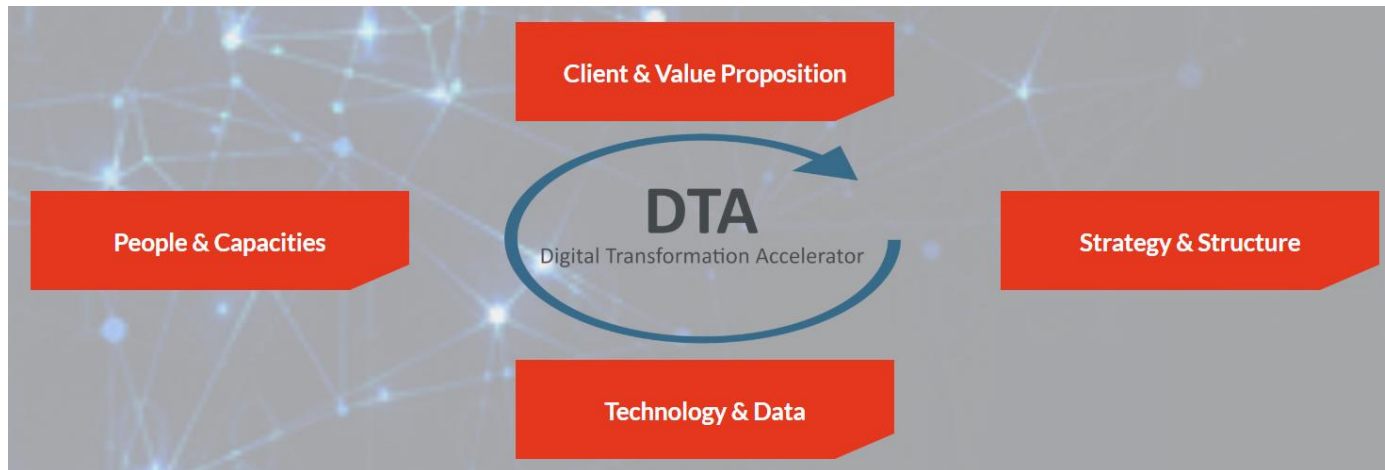 Client & Value Proposition
DTA
Digital Transformation Accelerator
People & Capacities
Strategy & Structure
Technology & Data